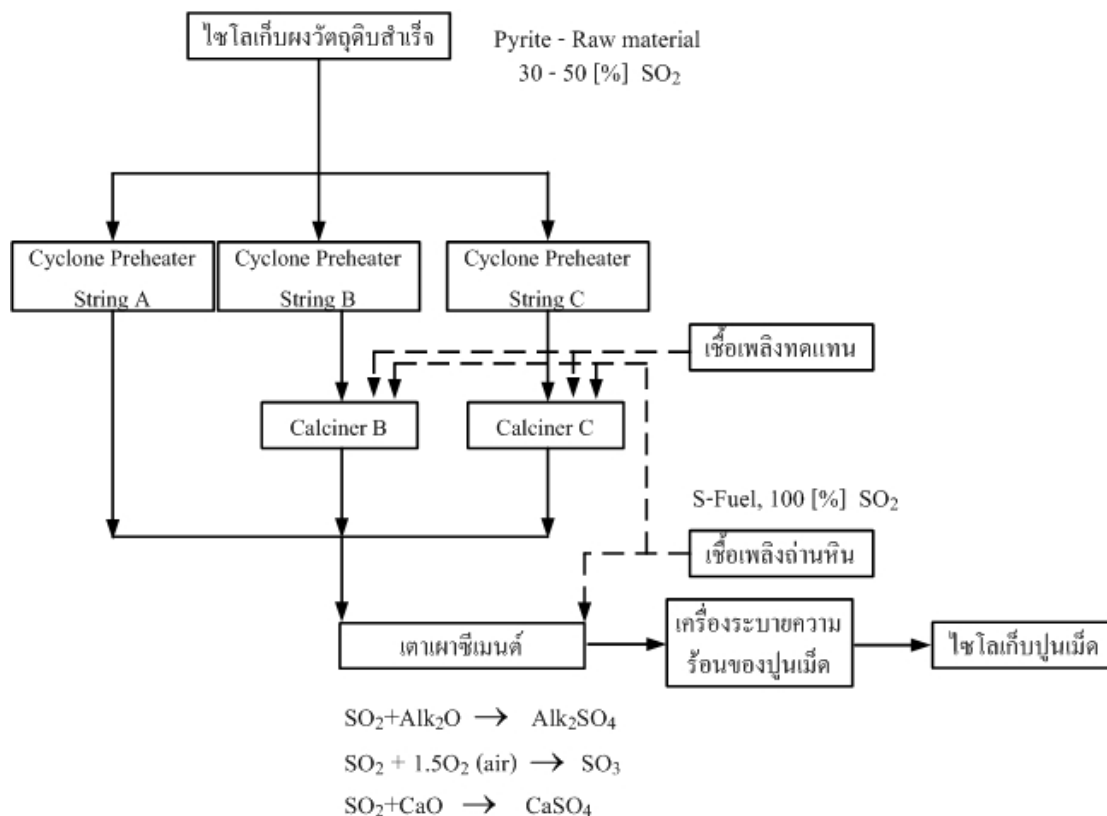 ไซโลเก็บผงวัตถุดิบสำเร็จ
Pyrite - Raw material
30 - 50 [%] SO₂
Cyclone Preheater
String A
Cyclone Preheater
String B
Cyclone Preheater
String C
เชื้อเพลิงทดแทน
Calciner B
Calciner C
S-Fuel, 100 [%] SO₂
เชื้อเพลิงถ่านหิน
เตาเผาซีเมนต์
เครื่องระบายความ
ร้อนของปูนเม็ด
ไซโลเก็บปูนเม็ด
SO₂+Alk₂O → Alk₂SO₄
SO₂ + 1.5O₂ (air) → SO₃
SO₂+CaO → CaSO₄